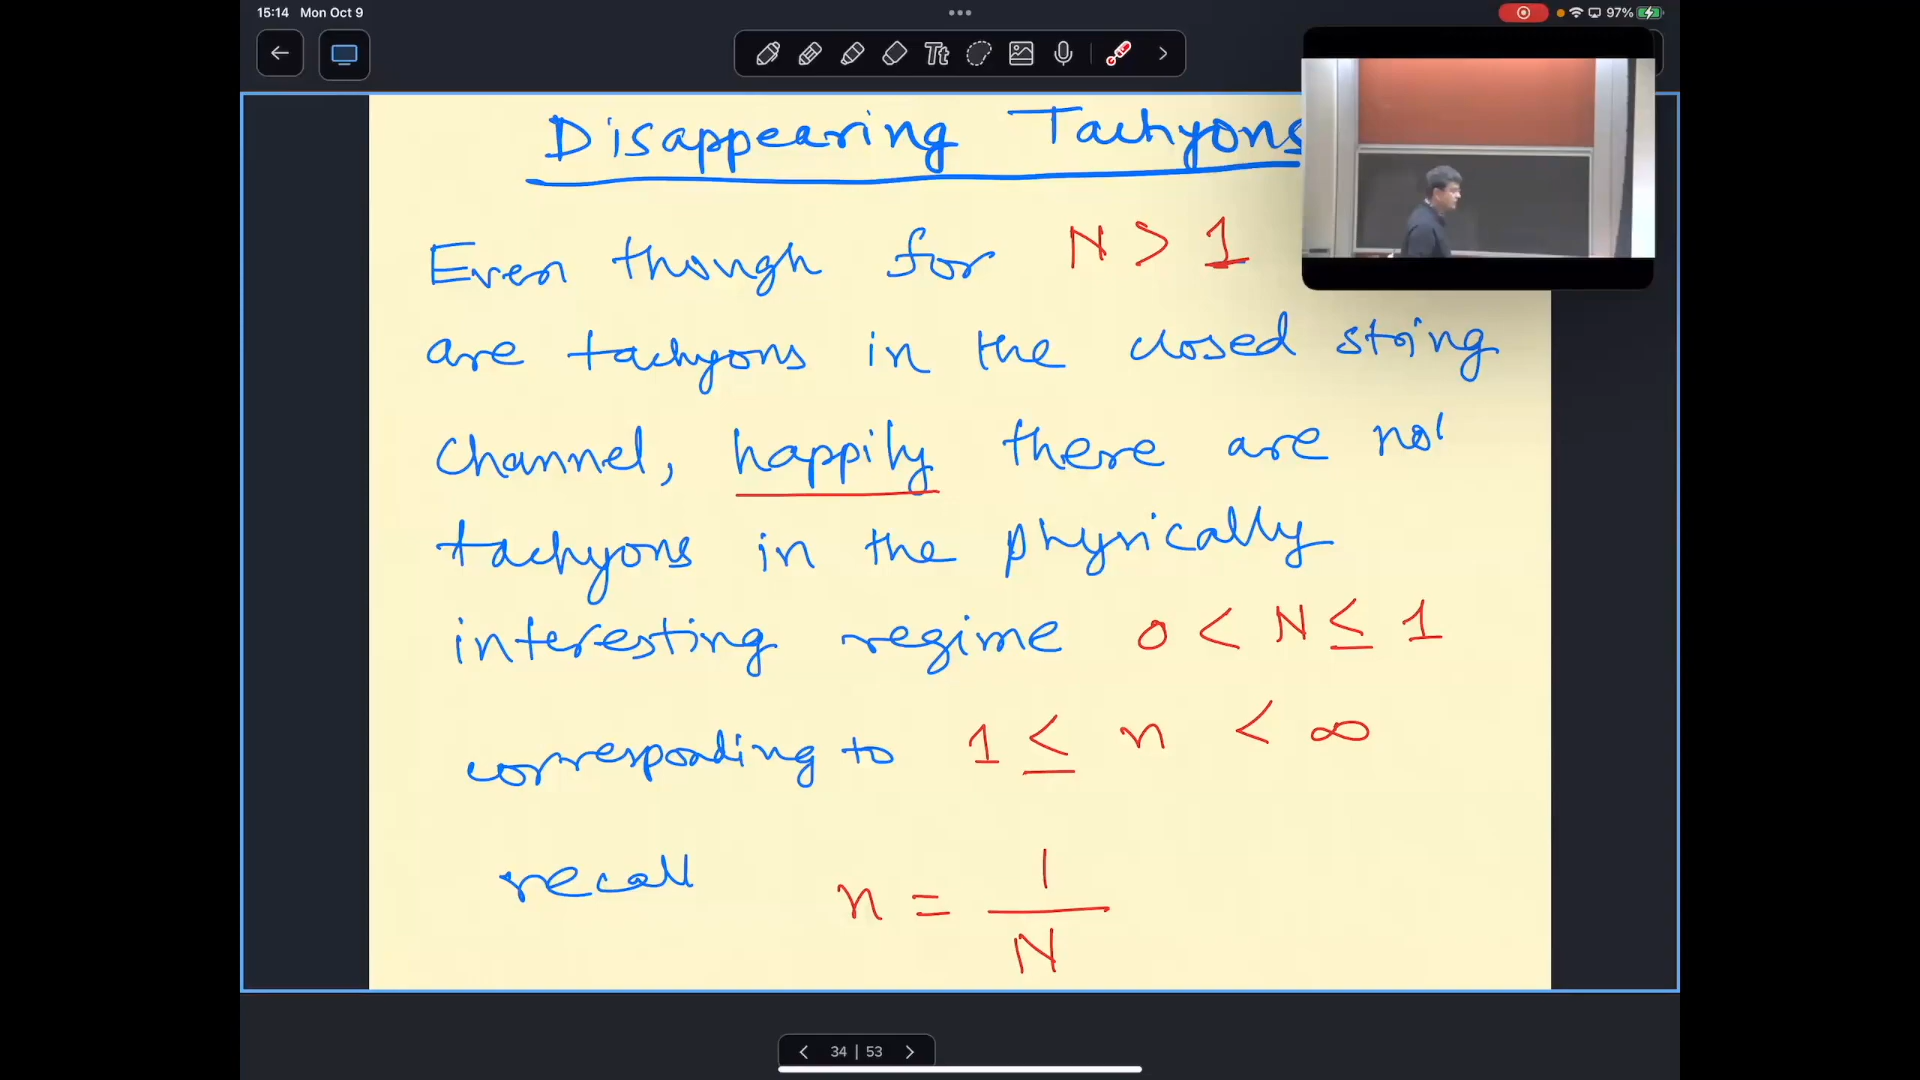 15:14 Mon Oct 9
97%
Tt
Disappearing Tachyons
Even though for N > 1
are tachyons in the closed string
channel, happily there are no
tachyons in the physically
interesting regime 0 < N ≤ 1
corresponding to 1 ≤ n < ∞
recall n = 1/N
34 | 53